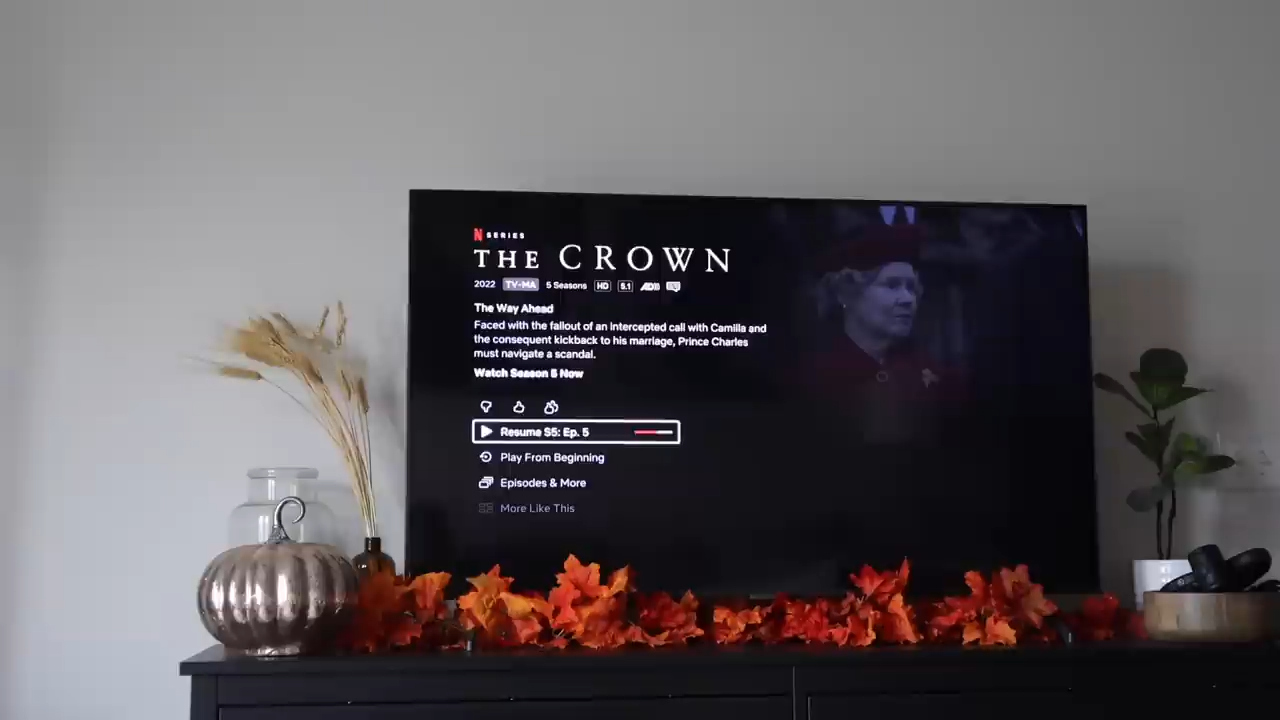 N SERIES
THE CROWN
2022 TV-MA 5 Seasons HD 5.1 AD
The Way Ahead
Faced with the fallout of an intercepted call with Camilla and
the consequent kickback to his marriage, Prince Charles
must navigate a scandal.
Watch Season 5 Now
Resume S5: Ep. 5
Play From Beginning
Episodes & More
More Like This